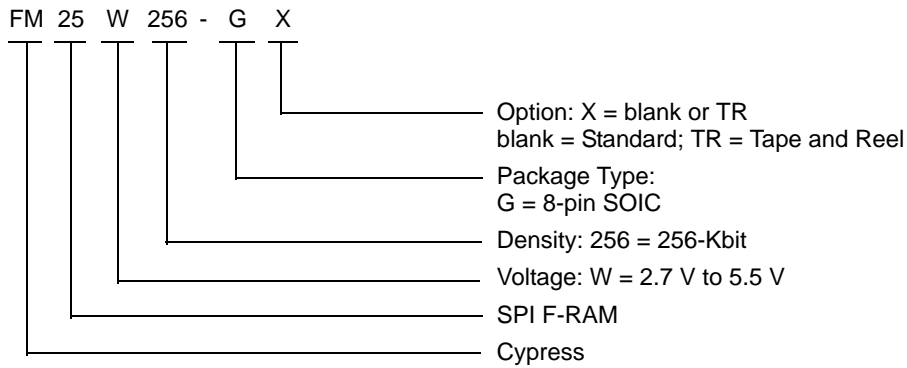 FM 25 W 256 - G X
Option: X = blank or TR
blank = Standard; TR = Tape and Reel
Package Type:
G = 8-pin SOIC
Density: 256 = 256-Kbit
Voltage: W = 2.7 V to 5.5 V
SPI F-RAM
Cypress